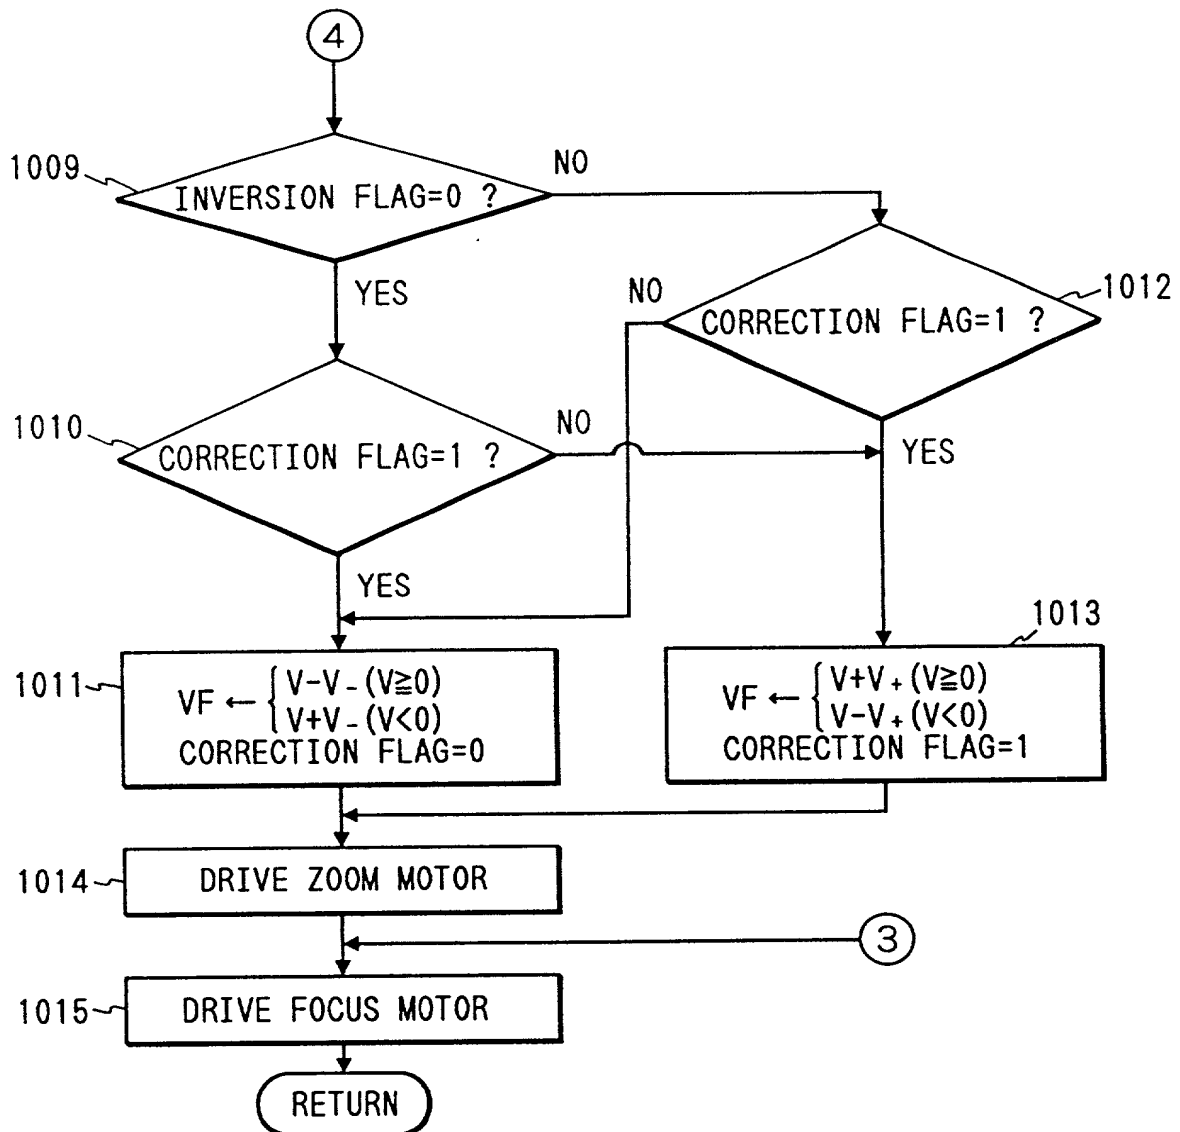 4
1009
INVERSION FLAG=0 ?
NO
YES
1012
CORRECTION FLAG=1 ?
NO
YES
1010
CORRECTION FLAG=1 ?
NO
YES
1011
VF ← { V−V₋ (V≧0)
V+V₋ (V<0)
CORRECTION FLAG=0
1013
VF ← { V+V₊ (V≧0)
V−V₊ (V<0)
CORRECTION FLAG=1
1014
DRIVE ZOOM MOTOR
3
1015
DRIVE FOCUS MOTOR
RETURN